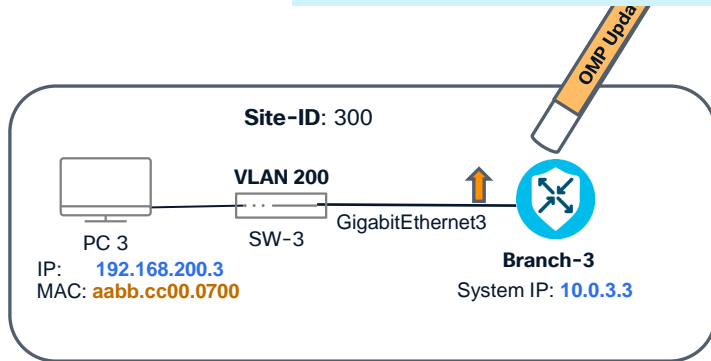 OMP Upda
Site-ID: 300
VLAN 200
GigabitEthernet3
PC 3
SW-3
Branch-3
IP: 192.168.200.3
MAC: aabb.cc00.0700
System IP: 10.0.3.3